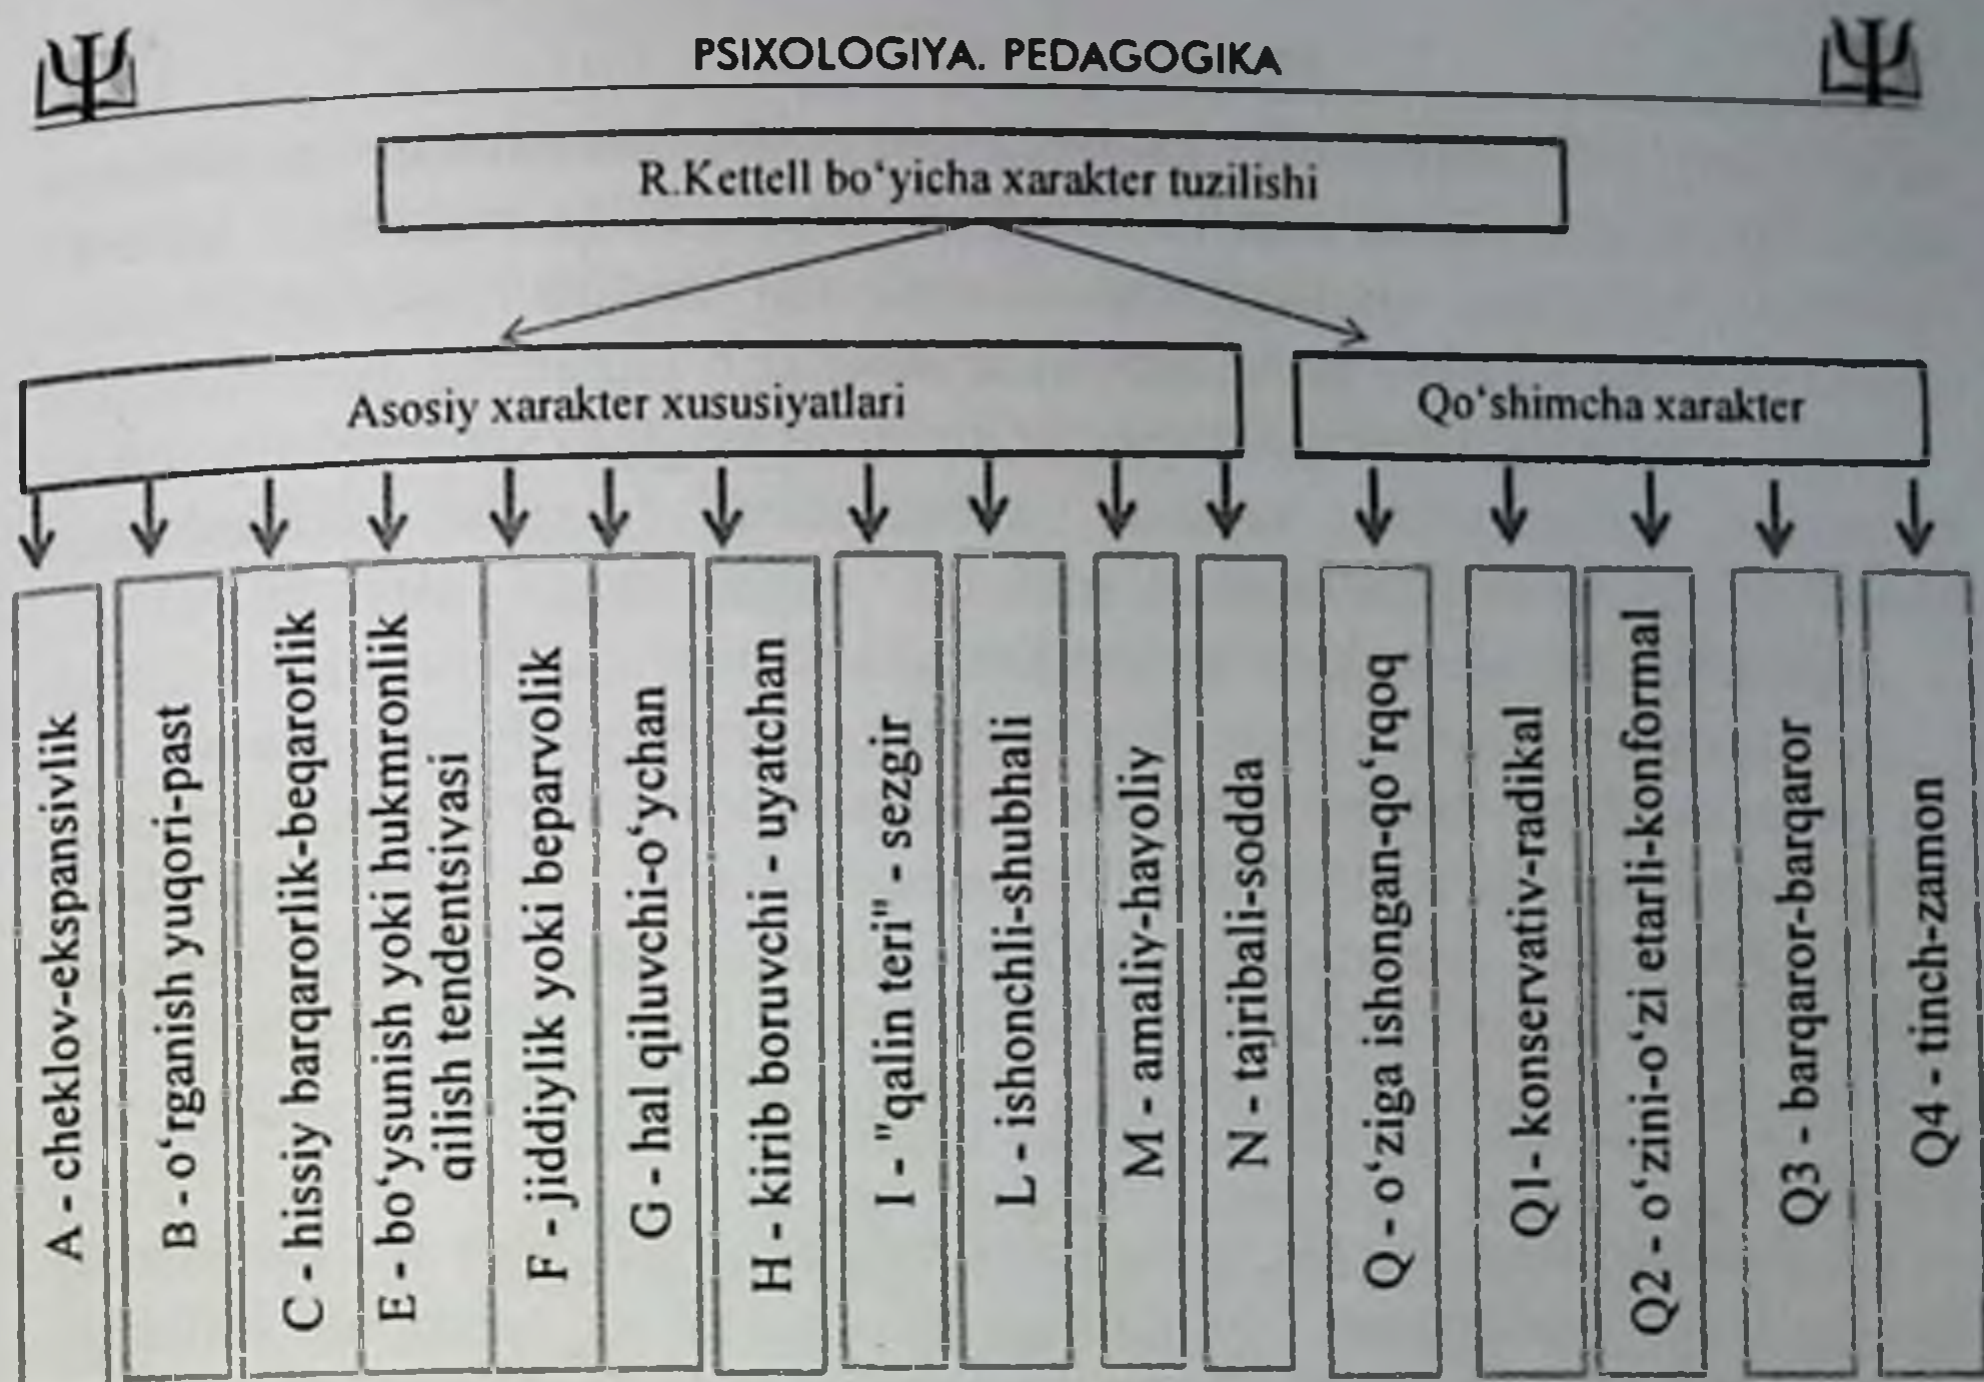 PSIXOLOGIYA. PEDAGOGIKA
R.Kettell bo‘yicha xarakter tuzilishi
Asosiy xarakter xususiyatlari
Qo‘shimcha xarakter
A - cheklov-ekspansivlik
B - o‘rganish yuqori-past
C - hissiy barqarorlik-beqarorlik
E - bo‘ysunish yoki hukmronlik
qilish tendentsiyasi
F - jiddiylik yoki beparvolik
G - hal qiluvchi-o‘ychan
H - kirib boruvchi - uyatchan
I - "qalin teri" - sezgir
L - ishonchli-shubhali
M - amaliy-hayoliy
N - tajribali-sodda
Q - o‘ziga ishongan-qo‘rqoq
Q1- konservativ-radikal
Q2 - o‘zini-o‘zi etarli-konformal
Q3 - barqaror-barqaror
Q4 - tinch-zamon